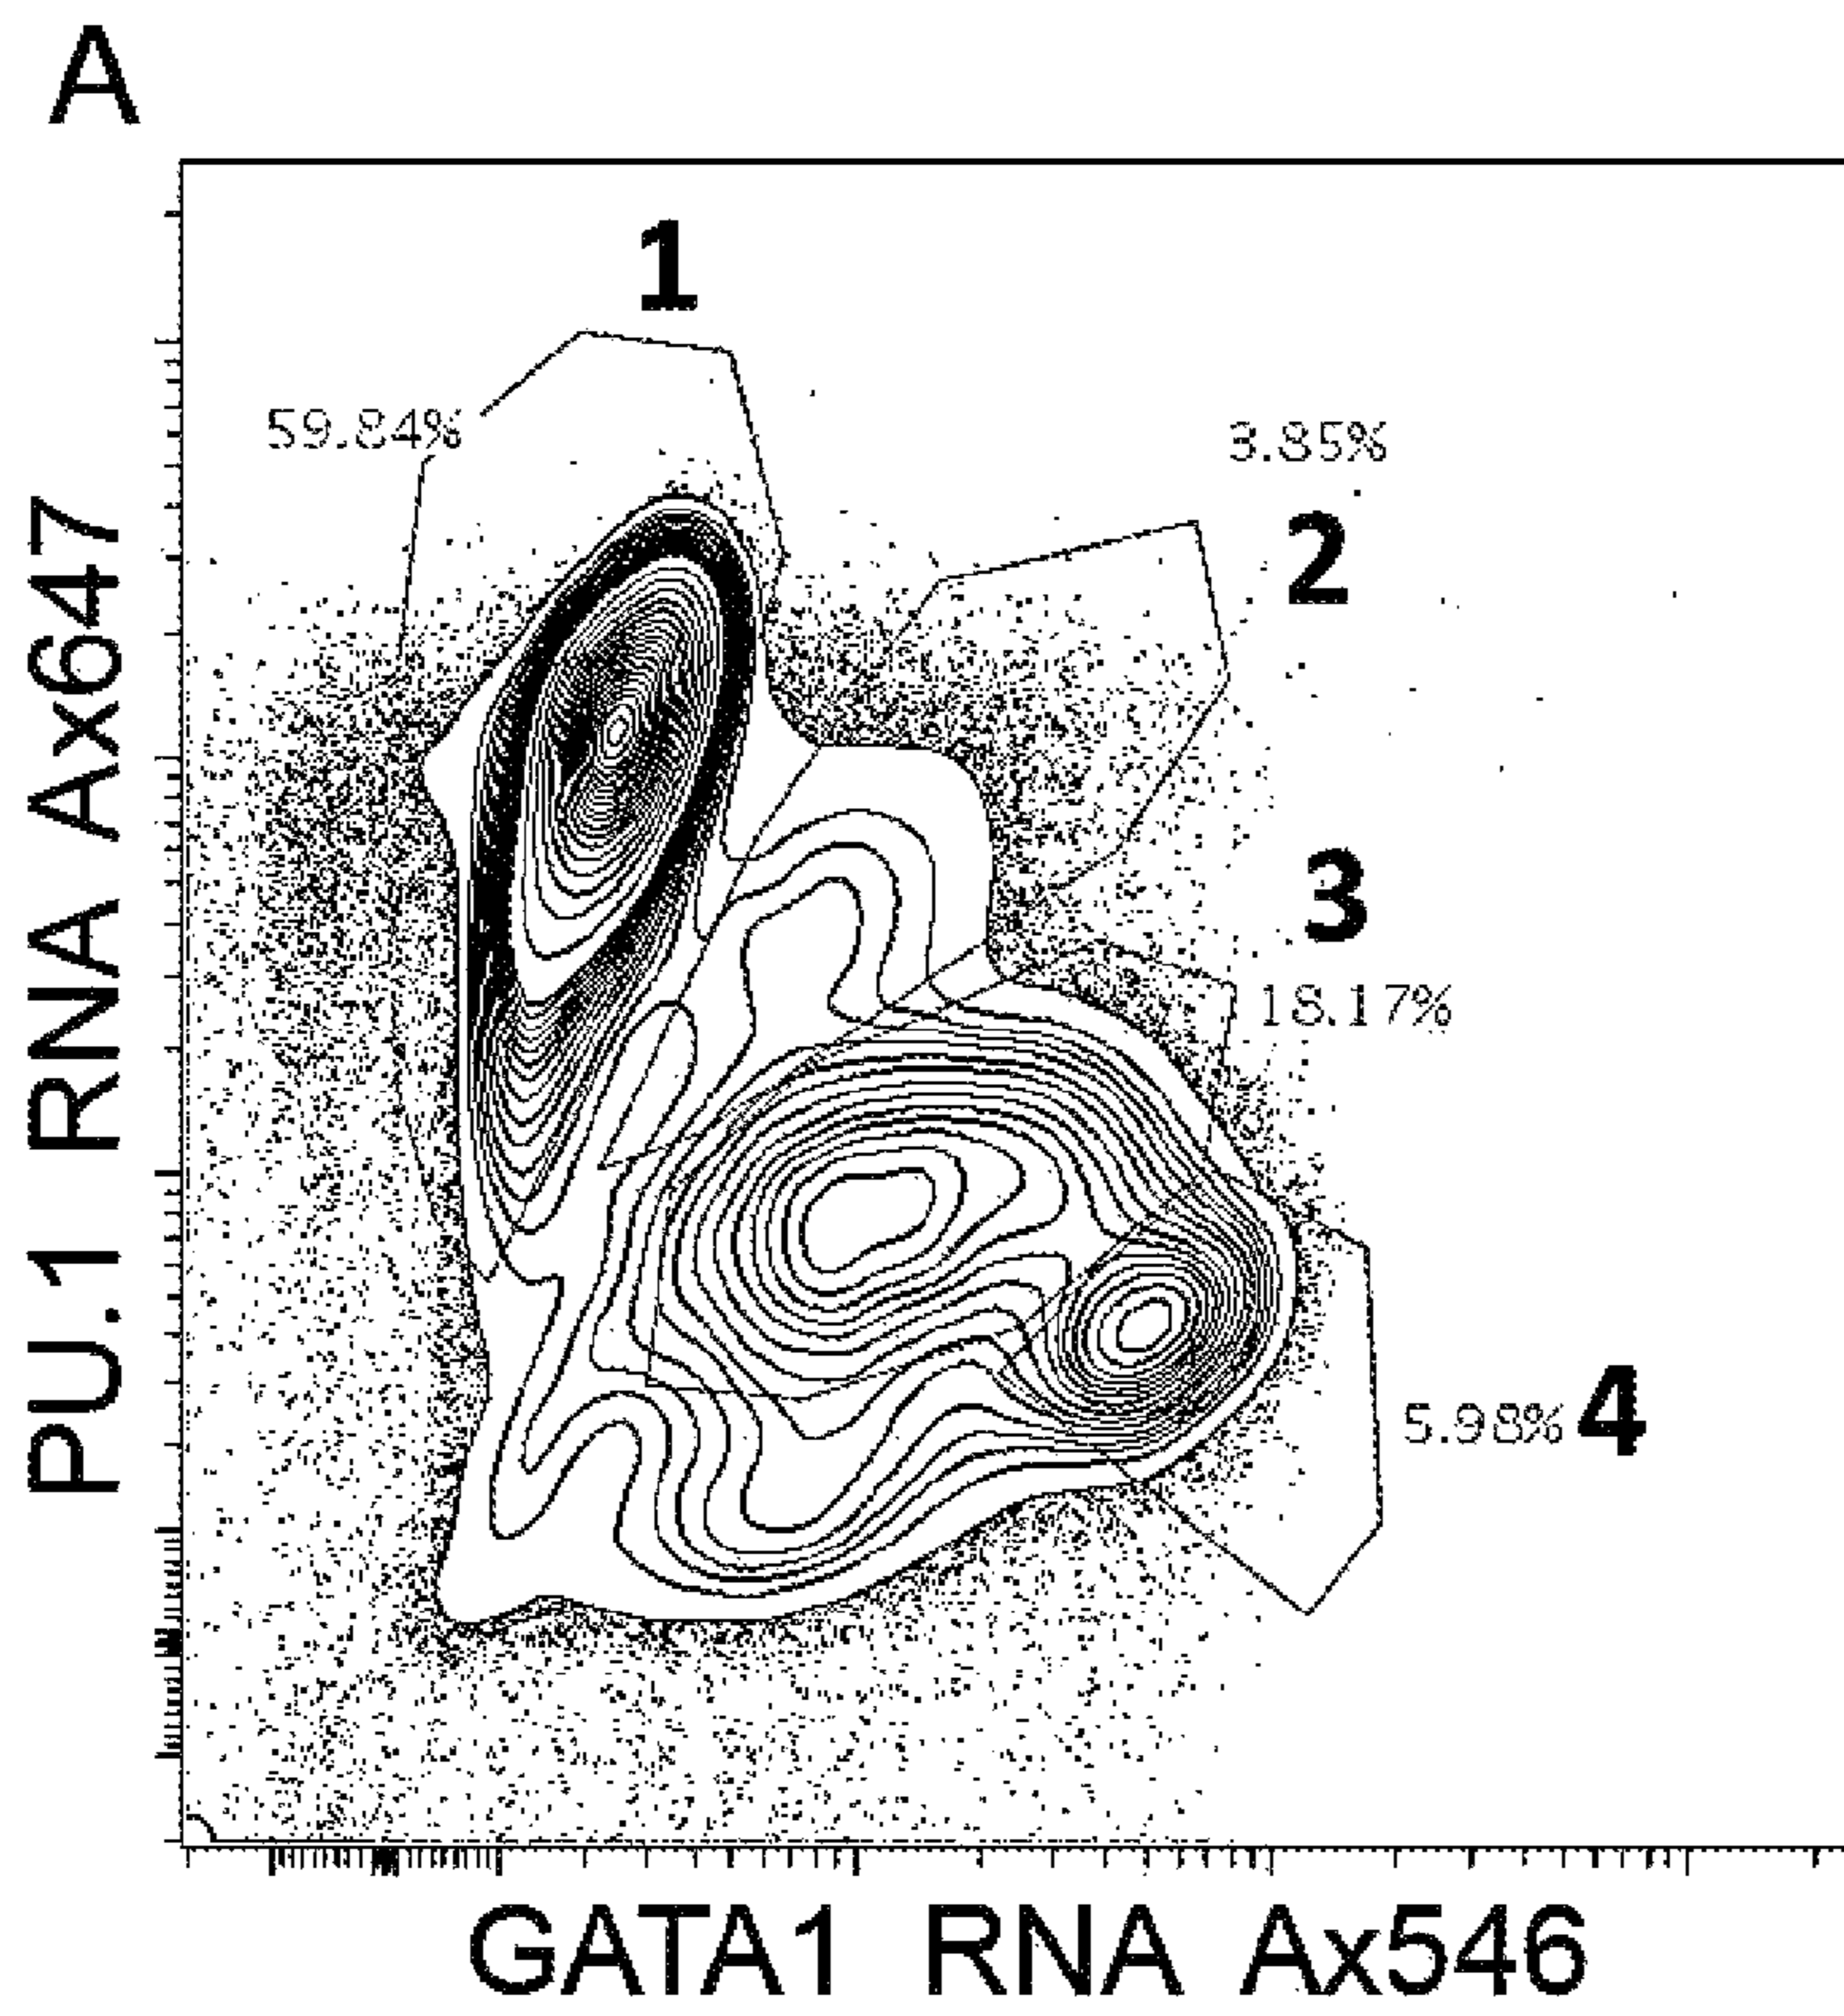 A
1
59.84%
3.85%
2
3
18.17%
5.98% 4
PU.1 RNA Ax647
GATA1 RNA Ax546